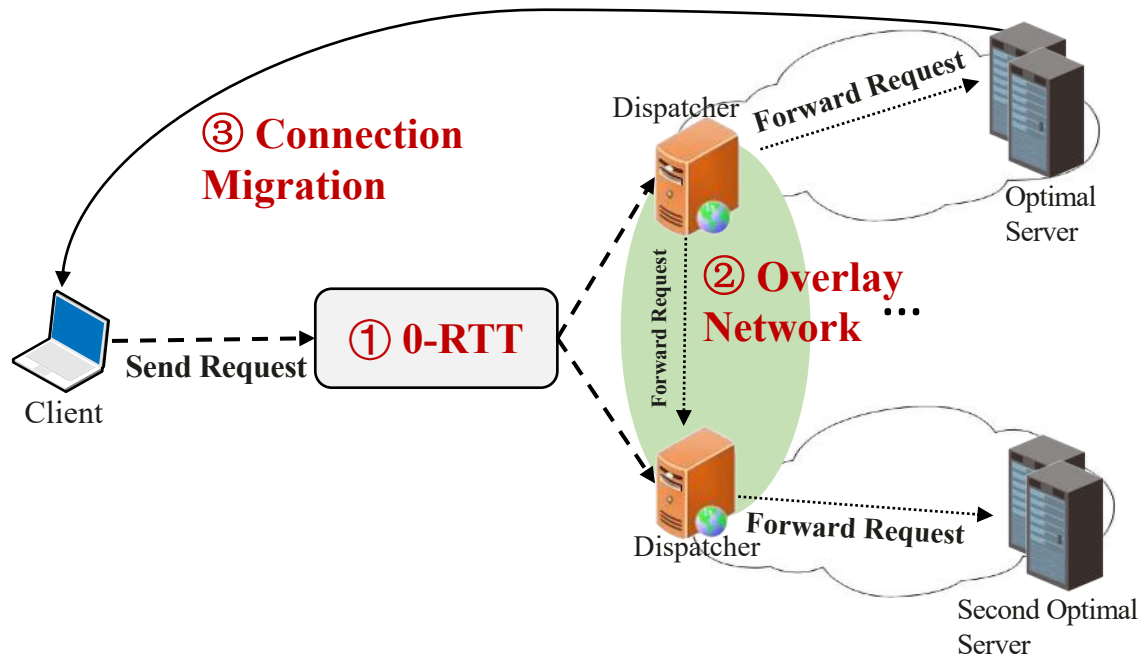 Dispatcher
Forward Request
③ Connection
Migration
Optimal
Server
Forward Request
② Overlay
Network
...
① 0-RTT
Send Request
Client
Dispatcher
Forward Request
Second Optimal
Server